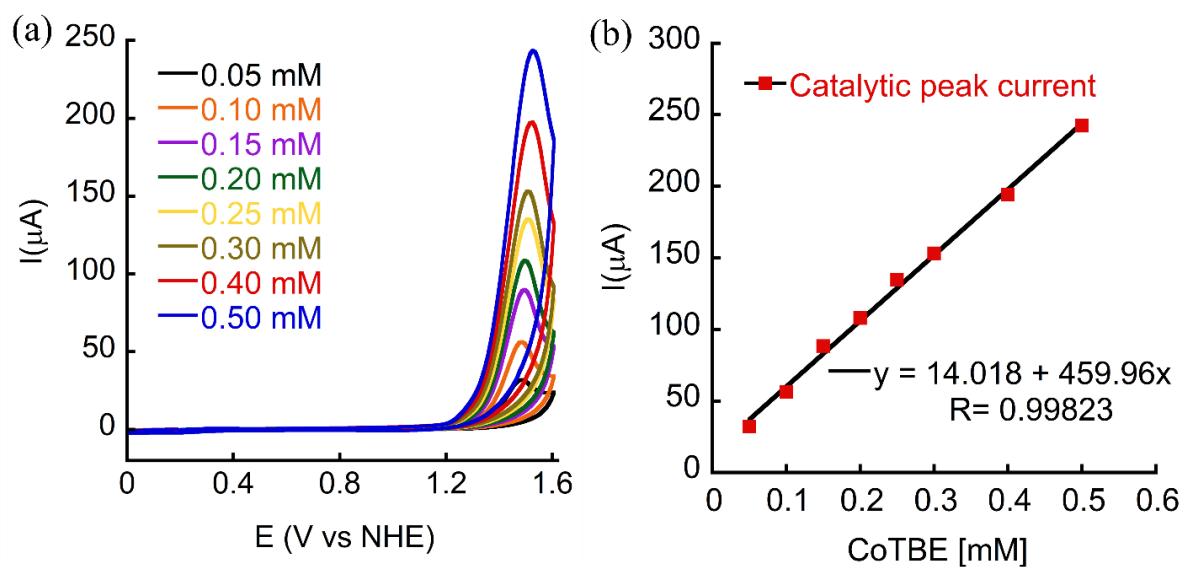 (a)
250
200
150
100
50
0
I(μA)
0.05 mM
0.10 mM
0.15 mM
0.20 mM
0.25 mM
0.30 mM
0.40 mM
0.50 mM
0 0.4 0.8 1.2 1.6
E (V vs NHE)
(b)
300
250
200
150
100
50
0
I(μA)
Catalytic peak current
y = 14.018 + 459.96x
R= 0.99823
0 0.1 0.2 0.3 0.4 0.5 0.6
CoTBE [mM]